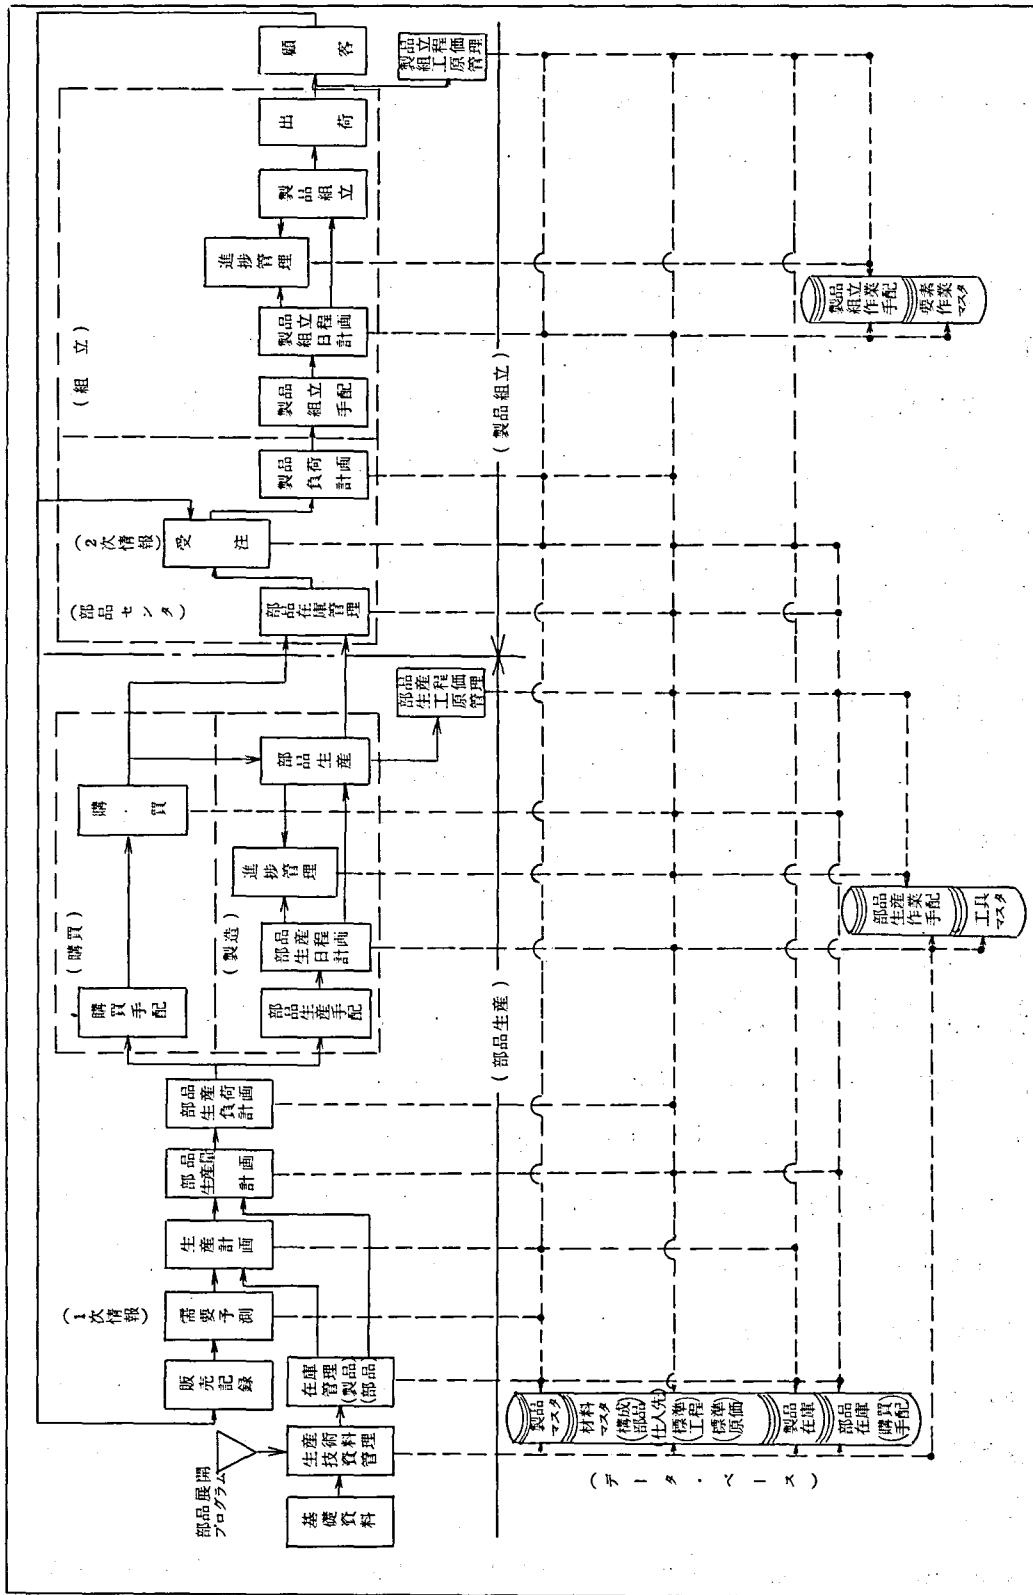 部品展開
プログラム
基礎
資料
生産
技術
資料
管理
在庫
管理
(製品)
(部品)
販売
記録
(1次情報)
需要
予測
生産
計画
部品
生産
計画
部品
生産
負荷
計画
(購買)
購買
手配
購・買
(製造)
部品
生産
手配
部品
生産
日程
計画
進捗
管理
部品
生産
部品
生産
工程
原価
管理
(部品生産)
(部品センタ)
部品
在庫
管理
(2次情報)
受注
製品
負荷
計画
(組立)
製品
組立
手配
製品
組立
日程
計画
進捗
管理
製品
組立
出荷
顧客
製品
組立
工程
原価
管理
(製品組立)
製品
マスタ
材料
マスタ
(構成)
(部品)
(仕入先)
(標準)
(工程)
(標準)
(原価)
製品
在庫
部品
在庫
(購買)
(手配)
(データ・ベース)
部品
生産
作業
手配
工具
マスタ
製品
組立
作業
手配
要素
作業
マスタ